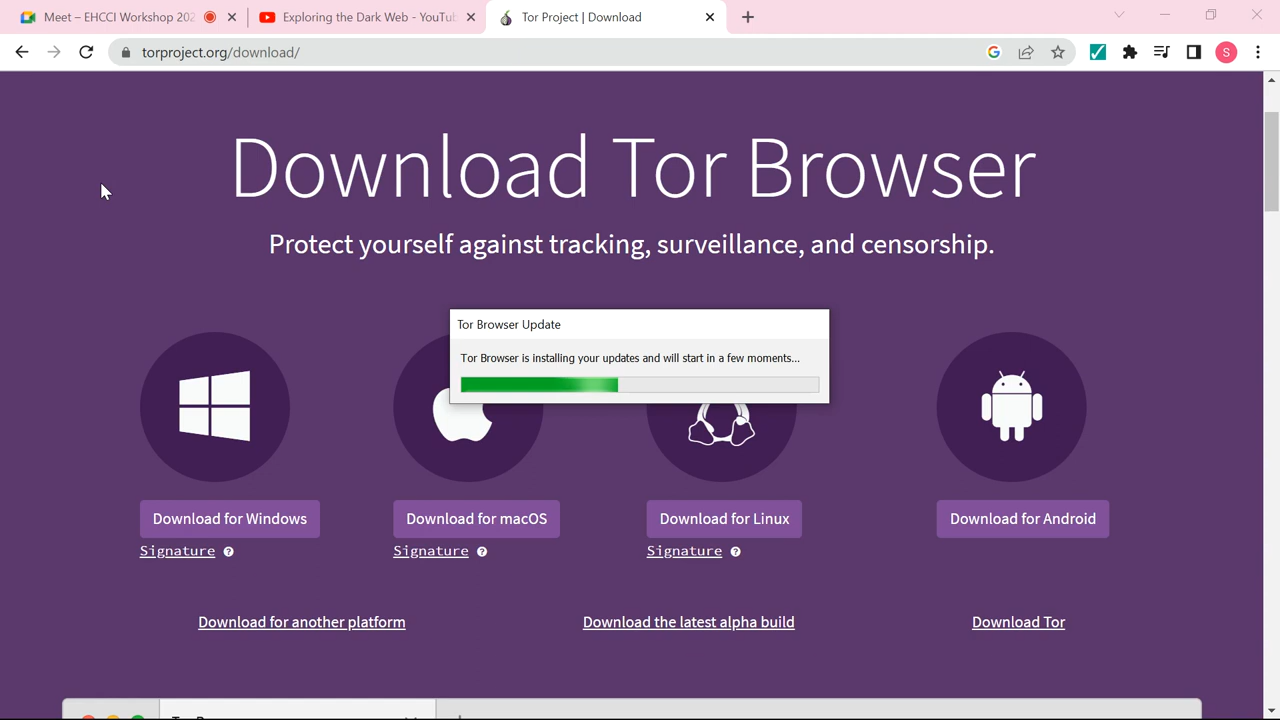 Meet – EHCCI Workshop 202
Exploring the Dark Web - YouTub
Tor Project | Download
torproject.org/download/
S
Download Tor Browser
Protect yourself against tracking, surveillance, and censorship.
Tor Browser Update
Tor Browser is installing your updates and will start in a few moments...
Download for Windows
Download for macOS
Download for Linux
Download for Android
Signature ?
Signature ?
Signature ?
Download for another platform
Download the latest alpha build
Download Tor